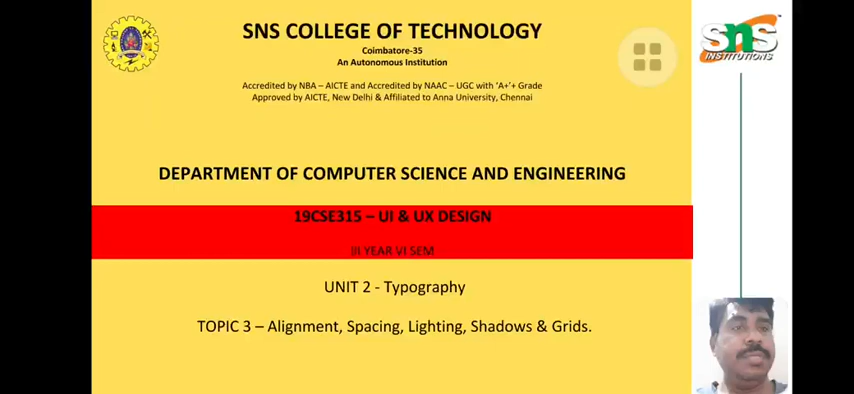 SNS COLLEGE OF TECHNOLOGY
Coimbatore-35
An Autonomous Institution
Accredited by NBA – AICTE and Accredited by NAAC – UGC with ‘A+’+ Grade
Approved by AICTE, New Delhi & Affiliated to Anna University, Chennai
sns
INSTITUTIONS
DEPARTMENT OF COMPUTER SCIENCE AND ENGINEERING
19CSE315 – UI & UX DESIGN
III YEAR VI SEM
UNIT 2 - Typography
TOPIC 3 – Alignment, Spacing, Lighting, Shadows & Grids.